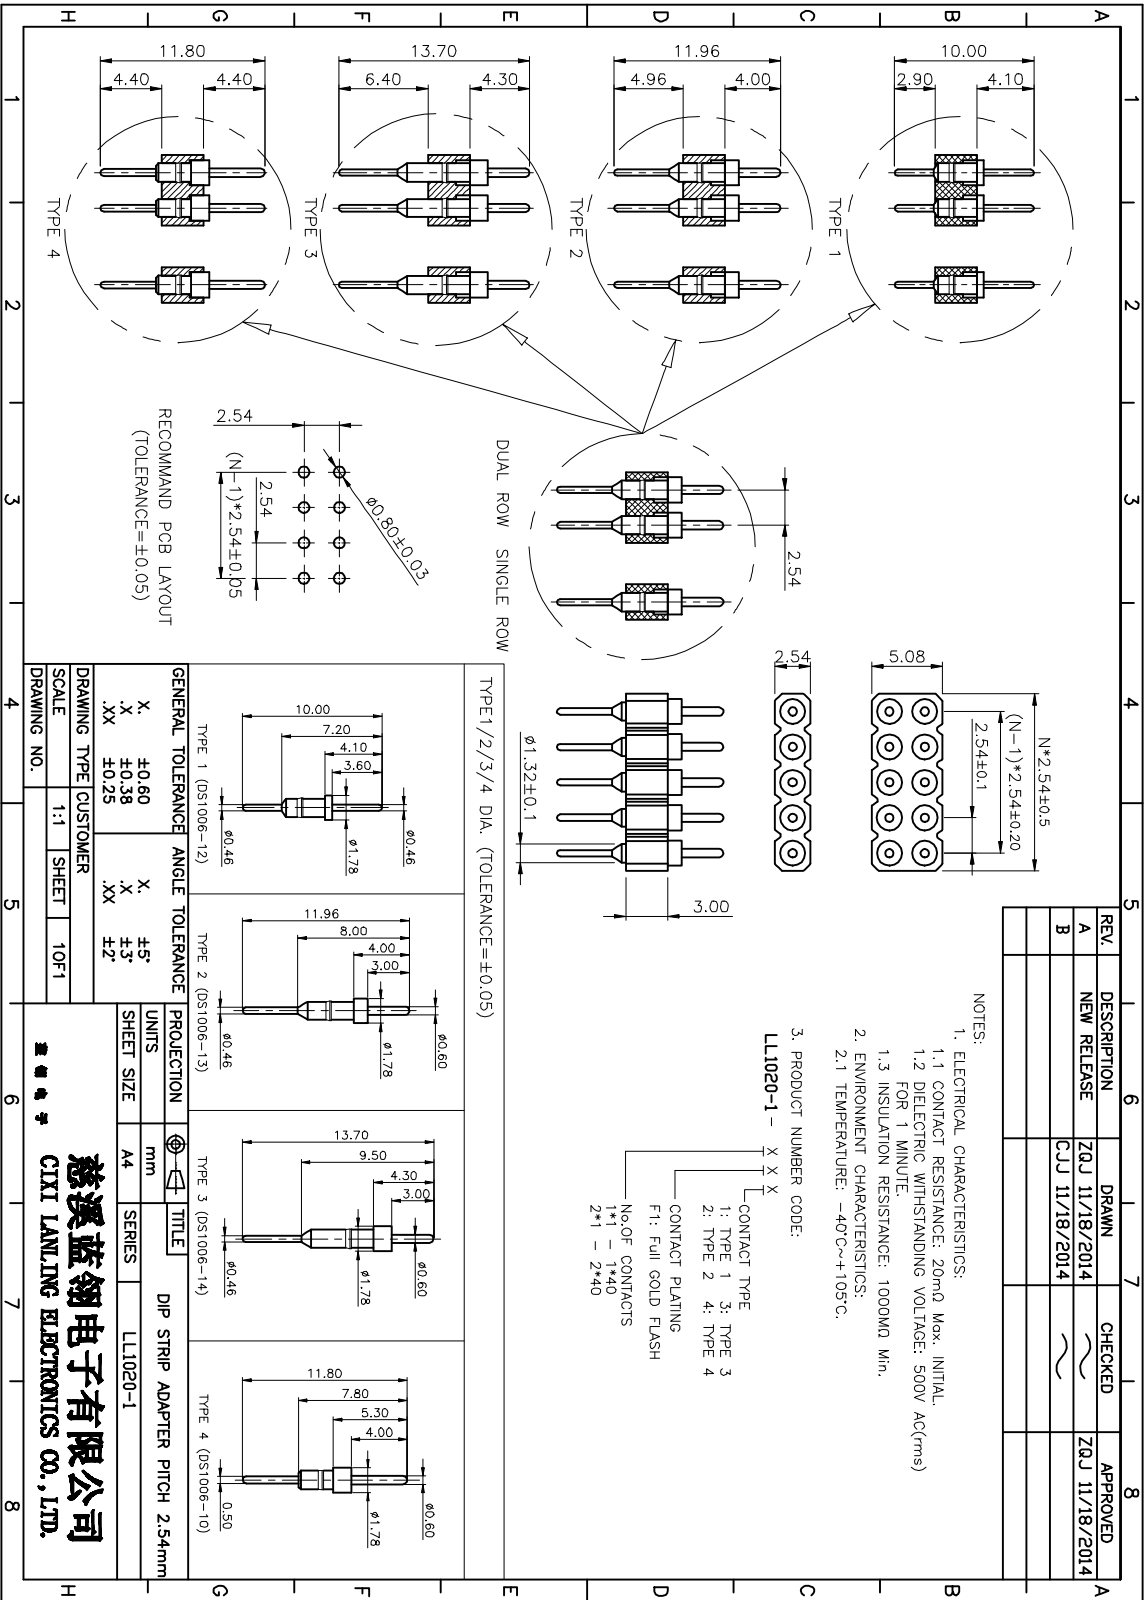 REV. DESCRIPTION DRAWN CHECKED APPROVED
A NEW RELEASE ZQJ 11/18/2014 ZQJ 11/18/2014
B CJJ 11/18/2014
NOTES:
1. ELECTRICAL CHARACTERISTICS:
1.1 CONTACT RESISTANCE: 20mΩ Max. INITIAL.
1.2 DIELECTRIC WITHSTANDING VOLTAGE: 500V AC(rms)
FOR 1 MINUTE.
1.3 INSULATION RESISTANCE: 1000MΩ Min.
2. ENVIRONMENT CHARACTERISTICS:
2.1 TEMPERATURE: -40°C~+105°C.
3. PRODUCT NUMBER CODE:
LL1020-1 - X X X
CONTACT TYPE
1: TYPE 1 3: TYPE 3
2: TYPE 2 4: TYPE 4
CONTACT PLATING
F1: Full GOLD FLASH
No.OF CONTACTS
1*1 - 1*40
2*1 - 2*40
10.00
2.90
4.10
TYPE 1
11.96
4.96
4.00
TYPE 2
13.70
6.40
4.30
TYPE 3
11.80
4.40
4.40
TYPE 4
2.54
DUAL ROW SINGLE ROW
N*2.54±0.5
(N-1)*2.54±0.20
2.54±0.1
5.08
2.54
3.00
ø1.32±0.1
2.54
ø0.80±0.03
2.54
(N-1)*2.54±0.05
RECOMMAND PCB LAYOUT
(TOLERANCE=±0.05)
TYPE1/2/3/4 DIA. (TOLERANCE=±0.05)
10.00
7.20
4.10
3.60
ø0.46
ø1.78
ø0.46
TYPE 1 (DS1006-12)
11.96
8.00
4.00
3.00
ø0.60
ø1.78
ø0.46
TYPE 2 (DS1006-13)
13.70
9.50
4.30
3.00
ø0.60
ø1.78
ø0.46
TYPE 3 (DS1006-14)
11.80
7.80
5.30
4.00
ø0.60
ø1.78
0.50
TYPE 4 (DS1006-10)
GENERAL TOLERANCE ANGLE TOLERANCE
X. ±0.60 X. ±5°
.X ±0.38 .X ±3°
.XX ±0.25 .XX ±2°
DRAWING TYPE CUSTOMER
SCALE 1:1 SHEET 1OF1
DRAWING NO.
PROJECTION TITLE
DIP STRIP ADAPTER PITCH 2.54mm
UNITS mm
SHEET SIZE A4 SERIES LL1020-1
慈溪蓝翎电子有限公司
CIXI LANLING ELECTRONICS CO.,LTD.
1 2 3 4 5 6 7 8
1 2 3 4 5 6 7 8
A B C D E F G H
A B C D E F G H